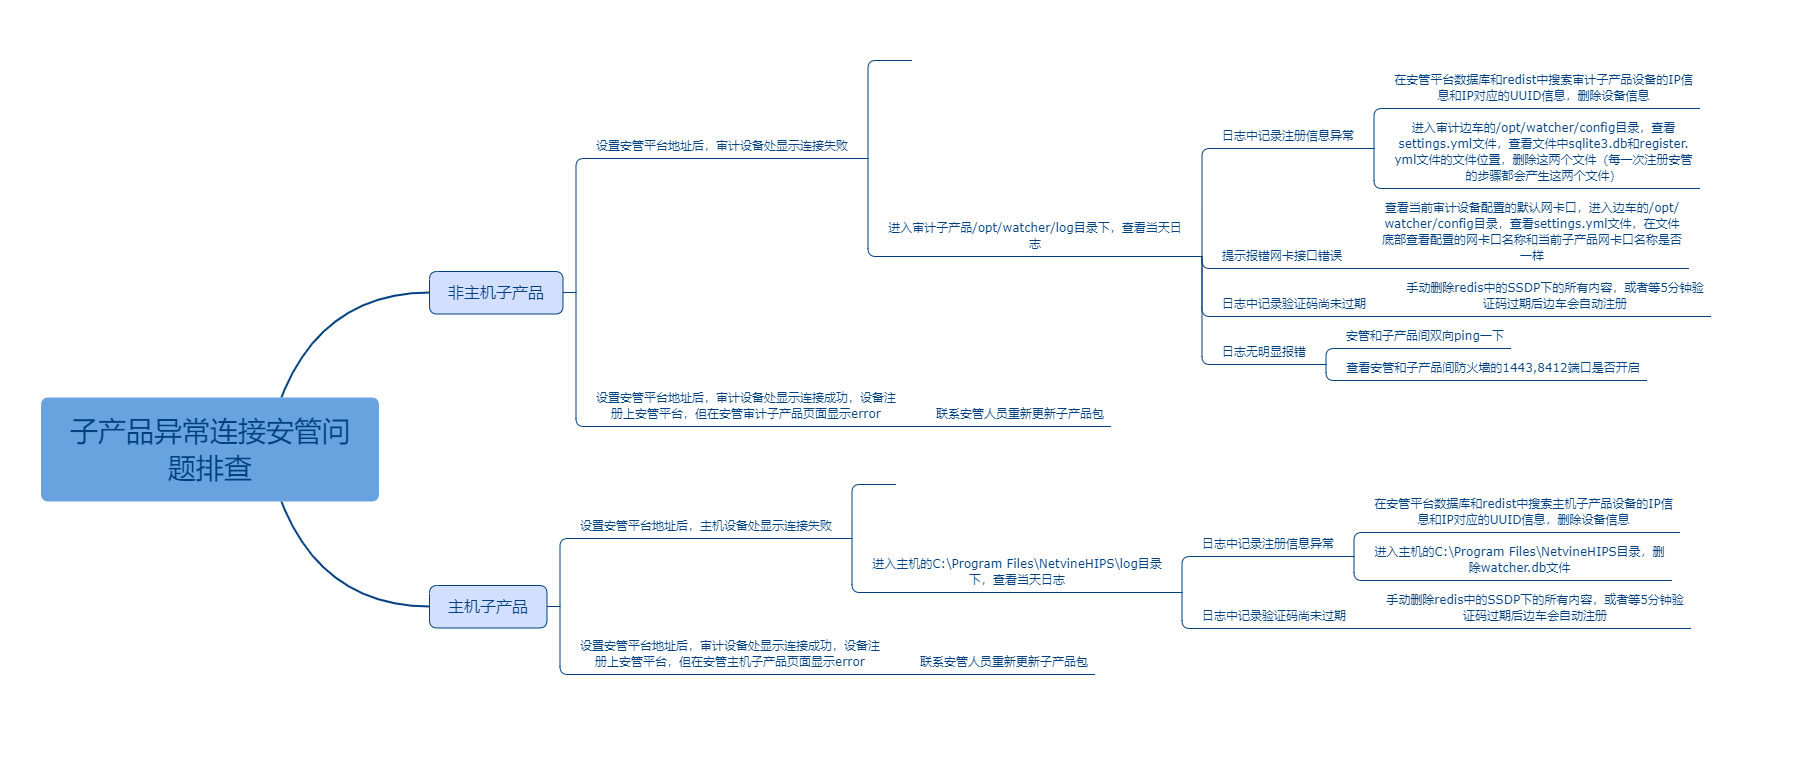 子产品异常连接安管问
题排查
非主机子产品
设置安管平台地址后，审计设备处显示连接失败
进入审计子产品/opt/watcher/log目录下，查看当天日
志
日志中记录注册信息异常
在安管平台数据库和redist中搜索审计子产品设备的IP信
息和IP对应的UUID信息，删除设备信息
进入审计边车的/opt/watcher/config目录，查看
settings.yml文件，查看文件中sqlite3.db和register.
yml文件的文件位置，删除这两个文件（每一次注册安管
的步骤都会产生这两个文件）
提示报错网卡接口错误
查看当前审计设备配置的默认网卡口，进入边车的/opt/
watcher/config目录，查看settings.yml文件，在文件
底部查看配置的网卡口名称和当前子产品网卡口名称是否
一样
日志中记录验证码尚未过期
手动删除redis中的SSDP下的所有内容，或者等5分钟验
证码过期后边车会自动注册
日志无明显报错
安管和子产品间双向ping一下
查看安管和子产品间防火墙的1443,8412端口是否开启
设置安管平台地址后，审计设备处显示连接成功，设备注
册上安管平台，但在安管审计子产品页面显示error
联系安管人员重新更新子产品包
主机子产品
设置安管平台地址后，主机设备处显示连接失败
进入主机的C:\Program Files\NetvineHIPS\log目录
下，查看当天日志
日志中记录注册信息异常
在安管平台数据库和redist中搜索主机子产品设备的IP信
息和IP对应的UUID信息，删除设备信息
进入主机的C:\Program Files\NetvineHIPS目录，删
除watcher.db文件
日志中记录验证码尚未过期
手动删除redis中的SSDP下的所有内容，或者等5分钟验
证码过期后边车会自动注册
设置安管平台地址后，审计设备处显示连接成功，设备注
册上安管平台，但在安管主机子产品页面显示error
联系安管人员重新更新子产品包